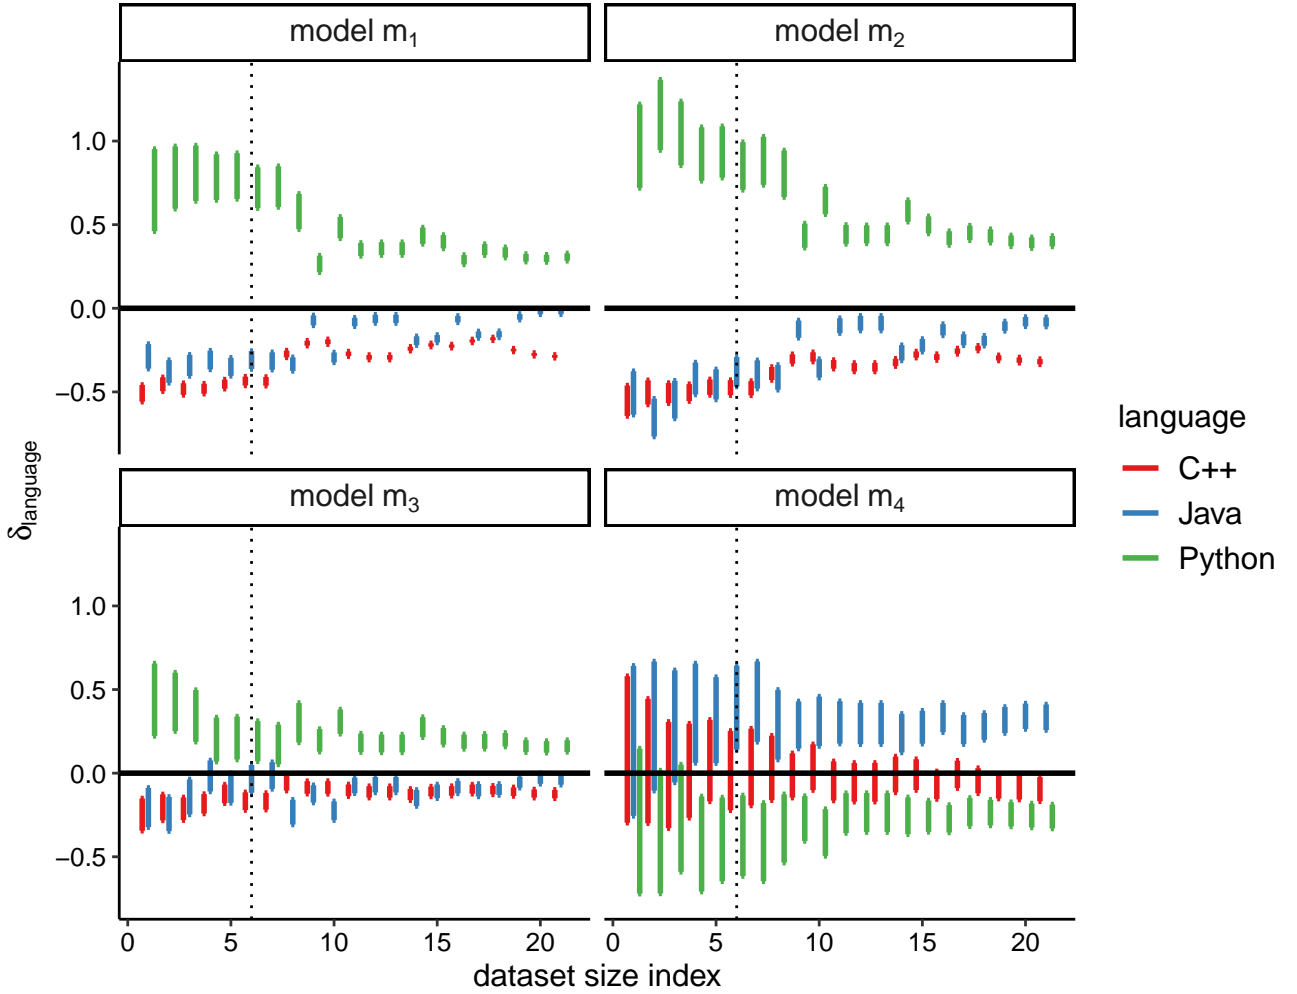 model m₁
model m₂
1.0
0.5
0.0
−0.5
model m₃
model m₄
1.0
0.5
0.0
−0.5
0 5 10 15 20
0 5 10 15 20
dataset size index
δlanguage
language
C++
Java
Python